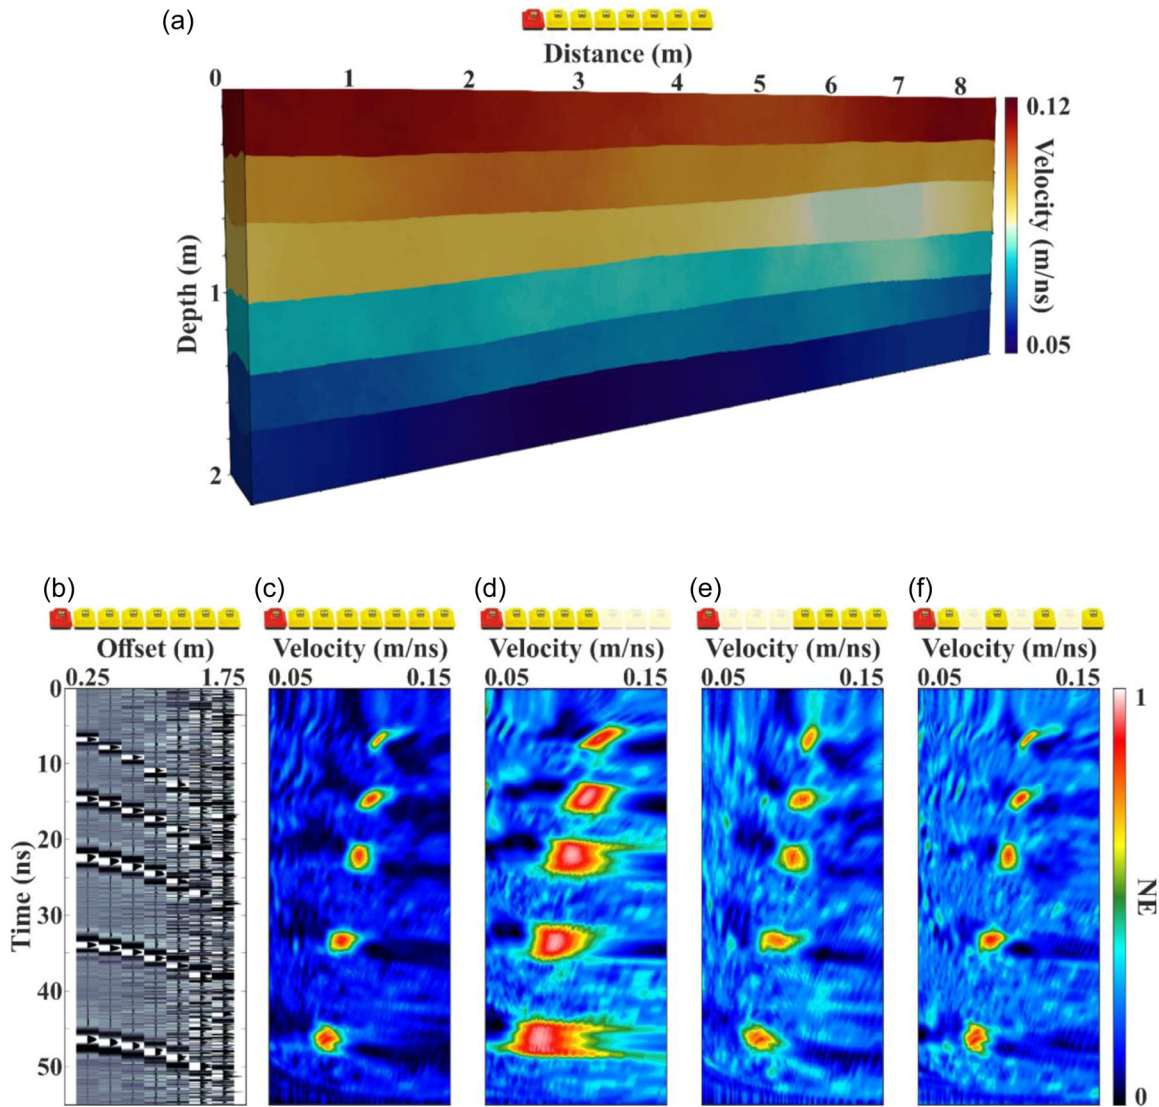 (a)
Distance (m)
0 1 2 3 4 5 6 7 8
Depth (m)
1
2
0.12
Velocity (m/ns)
0.05
(b) (c) (d) (e) (f)
Offset (m) Velocity (m/ns) Velocity (m/ns) Velocity (m/ns) Velocity (m/ns)
0.25 1.75 0.05 0.15 0.05 0.15 0.05 0.15 0.05 0.15
Time (ns)
0
10
20
30
40
50
1
NE
0